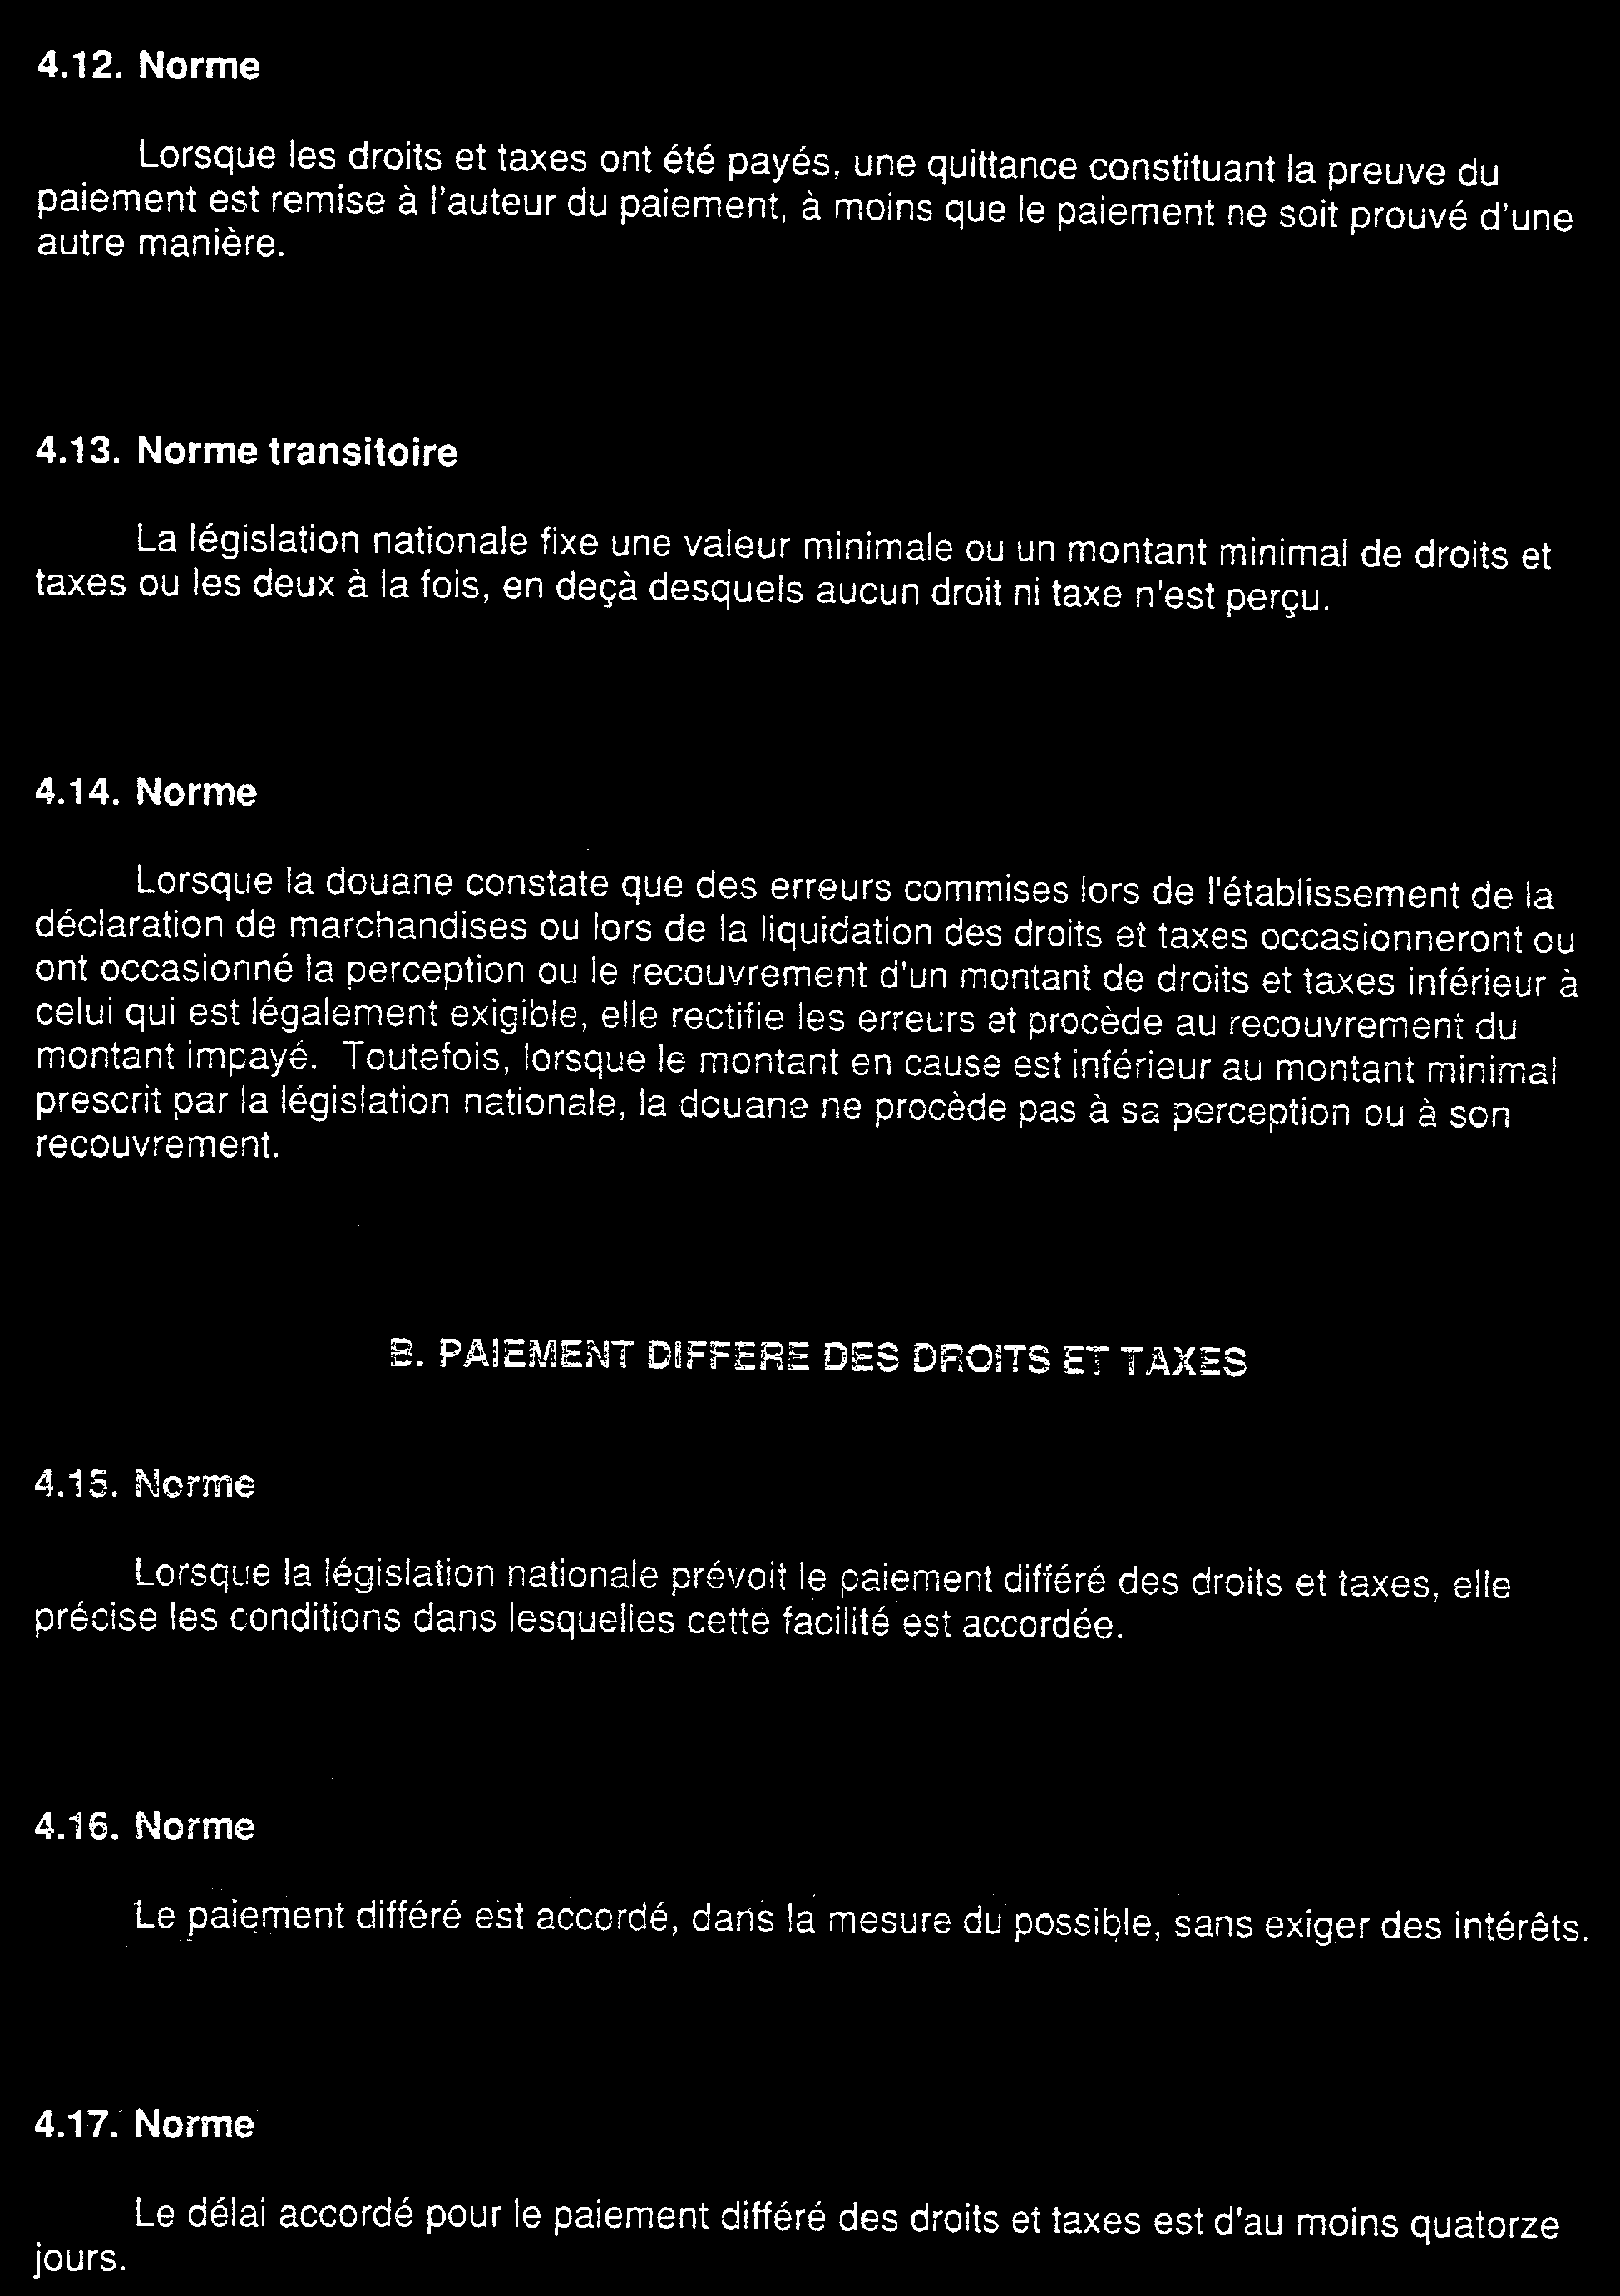 4.12. Norme
Lorsque les droits et taxes ont été payés, une quittance constituant la preuve du
paiement est remise à l'auteur du paiement, à moins que le paiement ne soit prouvé d'une
autre manière.
4.13. Norme transitoire
La législation nationale fixe une valeur minimale ou un montant minimal de droits et
taxes ou les deux à la fois, en deçà desquels aucun droit ni taxe n'est perçu.
4.14. Norme
Lorsque la douane constate que des erreurs commises lors de l'établissement de la
déclaration de marchandises ou lors de la liquidation des droits et taxes occasionneront ou
ont occasionné la perception ou le recouvrement d'un montant de droits et taxes inférieur à
celui qui est légalement exigible, elle rectifie les erreurs et procède au recouvrement du
montant impayé. Toutefois, lorsque le montant en cause est inférieur au montant minimal
prescrit par la législation nationale, la douane ne procède pas à sa perception ou à son
recouvrement.
B. PAIEMENT DIFFERE DES DROITS ET TAXES
4.15. Norme
Lorsque la législation nationale prévoit le paiement différé des droits et taxes, elle
précise les conditions dans lesquelles cette facilité est accordée.
4.16. Norme
Le paiement différé est accordé, dans la mesure du possible, sans exiger des intérêts.
4.17. Norme
Le délai accordé pour le paiement différé des droits et taxes est d'au moins quatorze
jours.